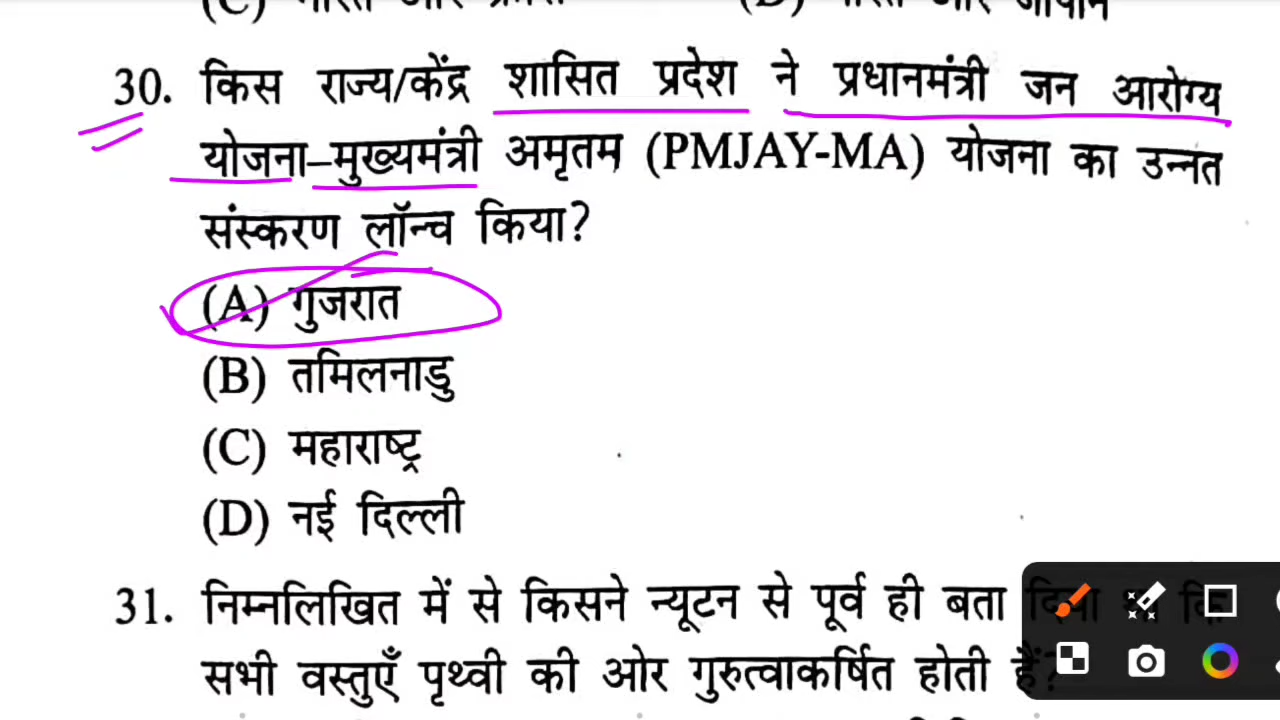 30. किस राज्य/केंद्र शासित प्रदेश ने प्रधानमंत्री जन आरोग्य
योजना–मुख्यमंत्री अमृतम (PMJAY-MA) योजना का उन्नत
संस्करण लॉन्च किया?
(A) गुजरात
(B) तमिलनाडु
(C) महाराष्ट्र
(D) नई दिल्ली
31. निम्नलिखित में से किसने न्यूटन से पूर्व ही बता
सभी वस्तुएँ पृथ्वी की ओर गुरुत्वाकर्षित होती हैं?